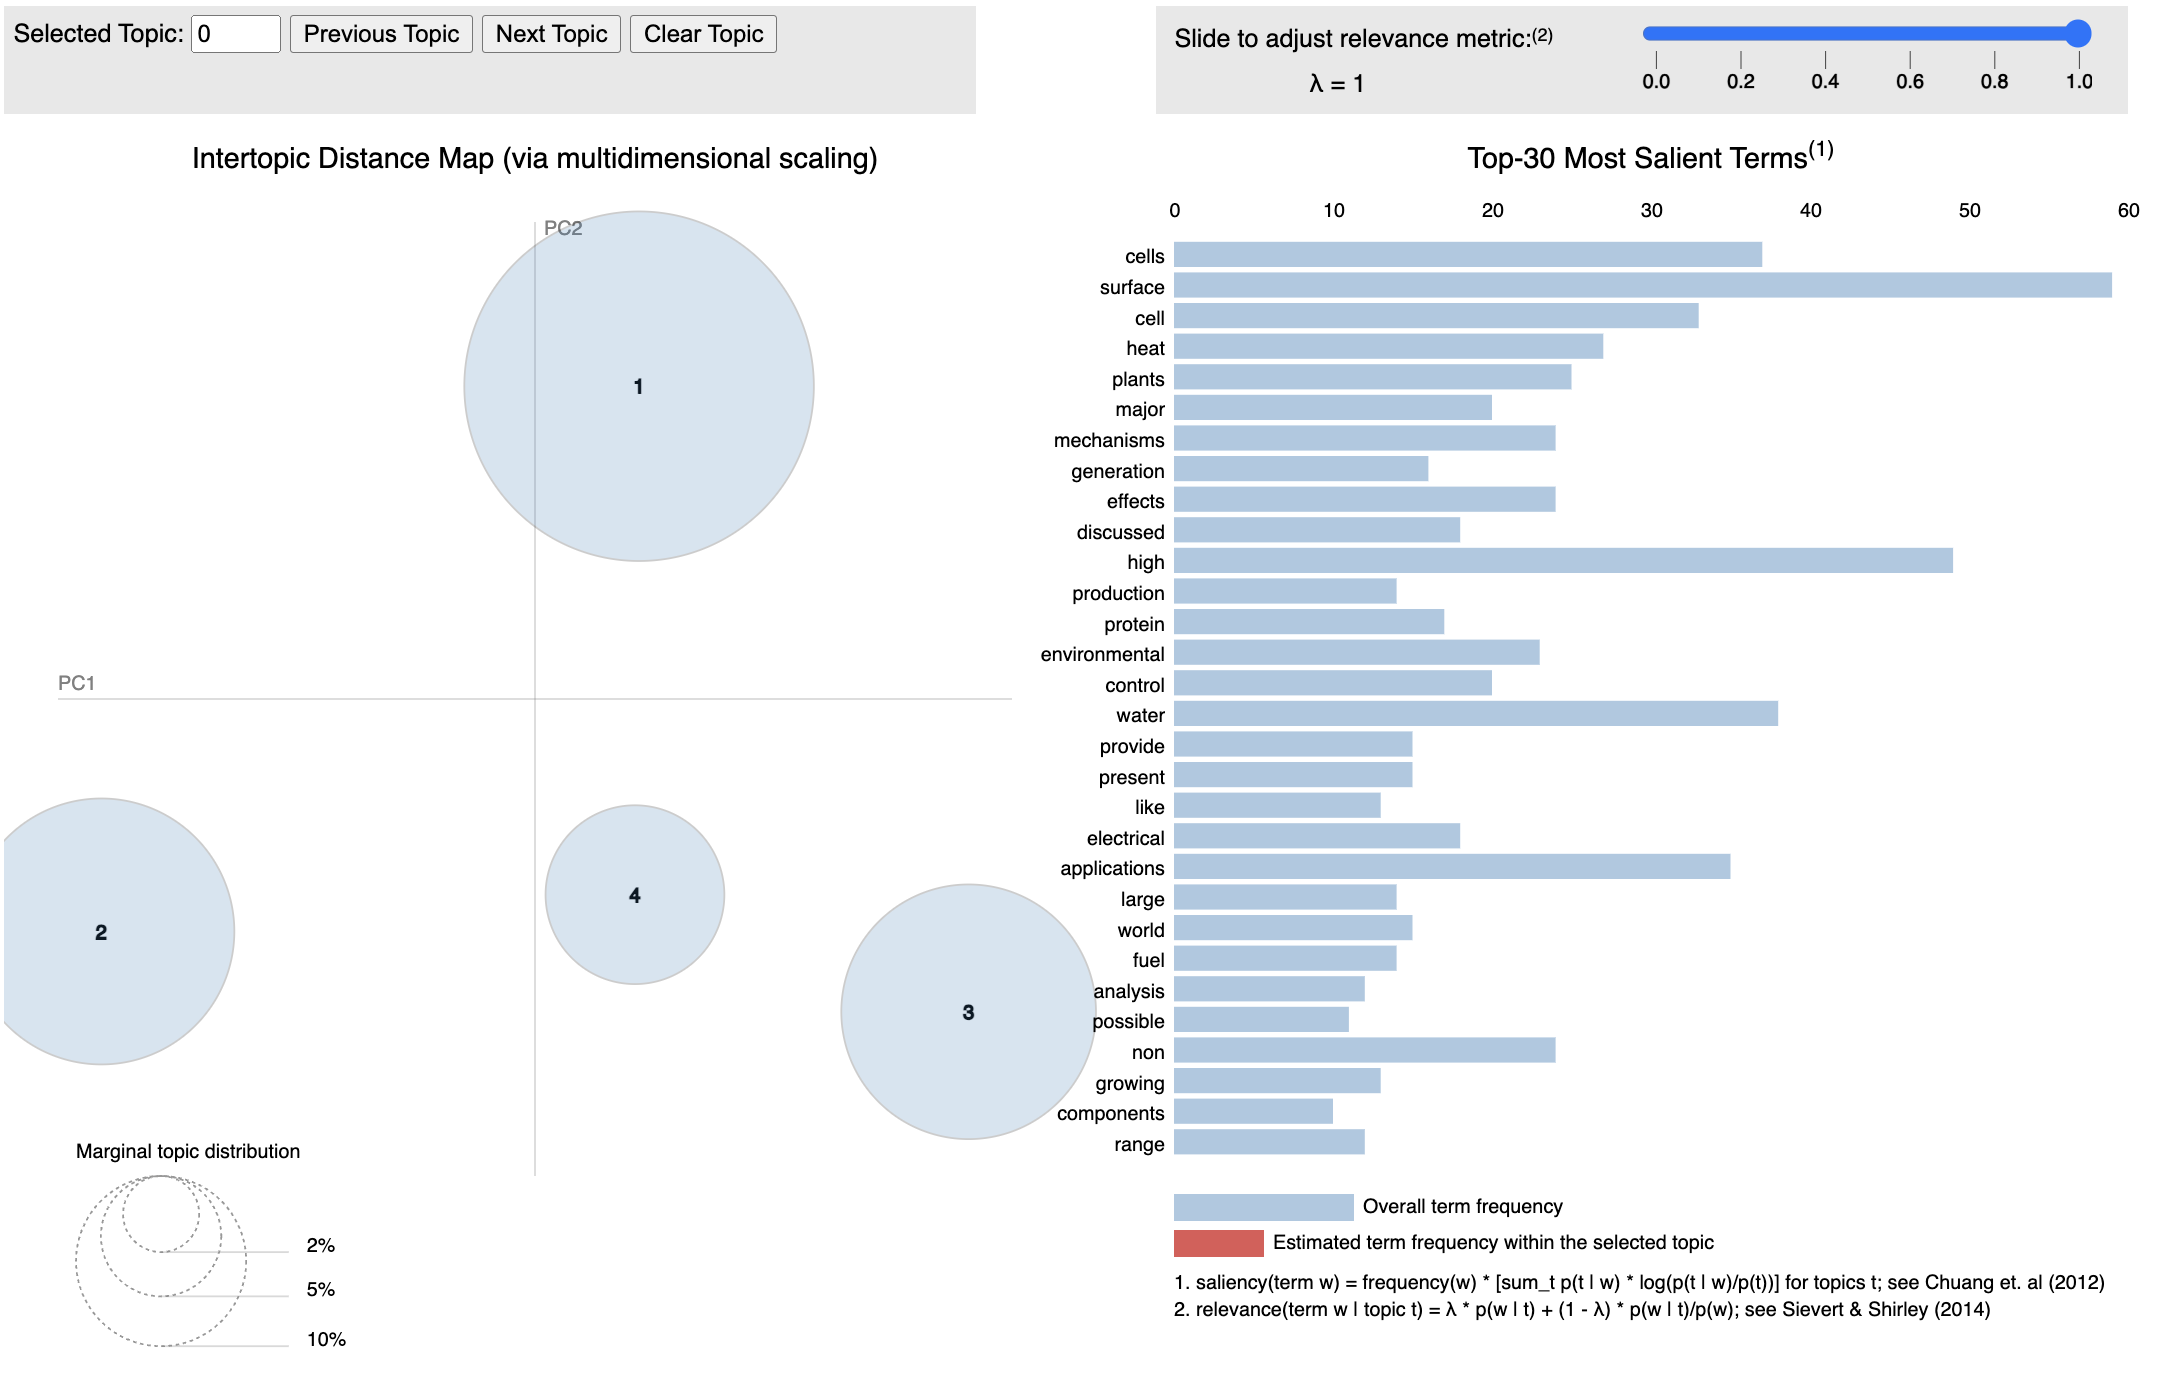 Selected Topic: 0 Previous Topic Next Topic Clear Topic
Slide to adjust relevance metric:(2)
λ = 1
0.0 0.2 0.4 0.6 0.8 1.0
Intertopic Distance Map (via multidimensional scaling)
PC2
PC1
1
2
4
3
Marginal topic distribution
2%
5%
10%
Top-30 Most Salient Terms(1)
0 10 20 30 40 50 60
cells
surface
cell
heat
plants
major
mechanisms
generation
effects
discussed
high
production
protein
environmental
control
water
provide
present
like
electrical
applications
large
world
fuel
analysis
possible
non
growing
components
range
Overall term frequency
Estimated term frequency within the selected topic
1. saliency(term w) = frequency(w) * [sum_t p(t | w) * log(p(t | w)/p(t))] for topics t; see Chuang et. al (2012)
2. relevance(term w | topic t) = λ * p(w | t) + (1 - λ) * p(w | t)/p(w); see Sievert & Shirley (2014)